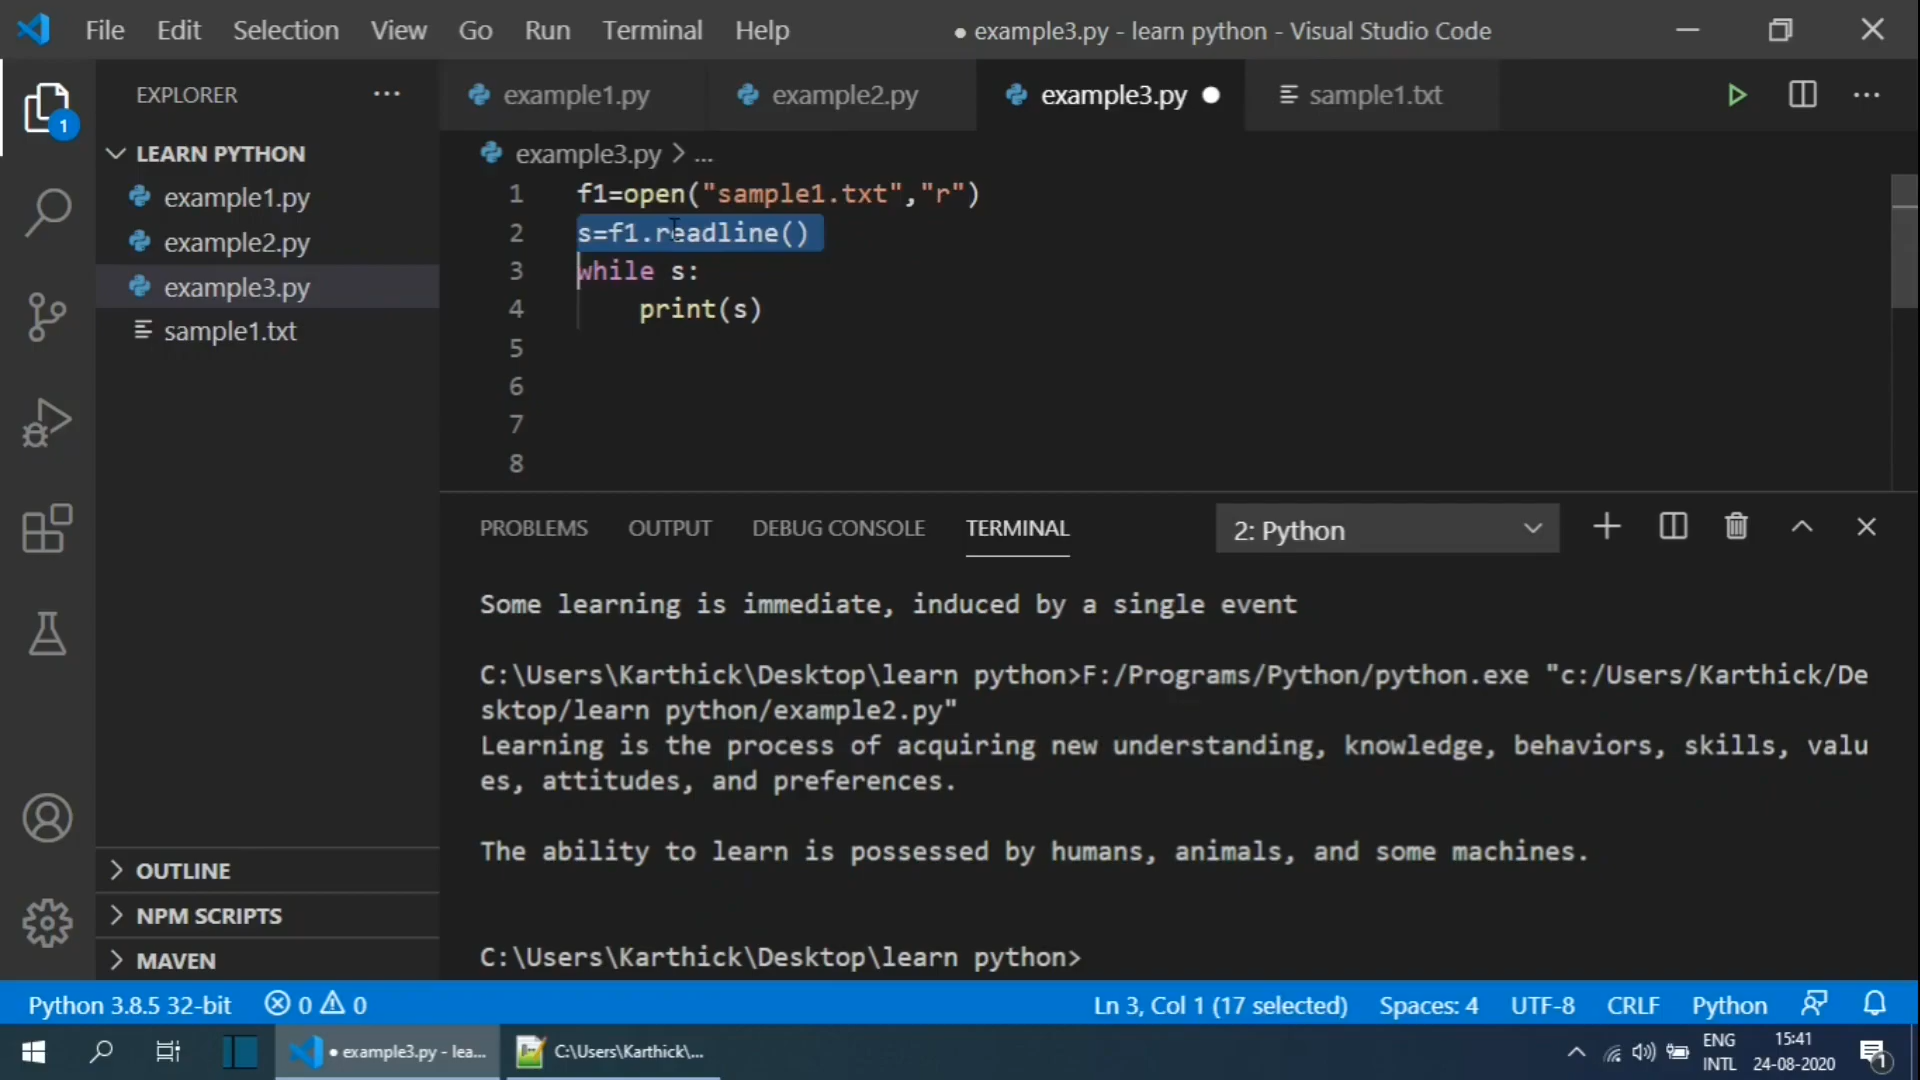 File Edit Selection View Go Run Terminal Help ● example3.py - learn python - Visual Studio Code
EXPLORER ...
1
LEARN PYTHON
example1.py
example2.py
example3.py
sample1.txt
OUTLINE
NPM SCRIPTS
MAVEN
example1.py example2.py example3.py ● sample1.txt
example3.py > ...
1 f1=open("sample1.txt","r")
2 s=f1.readline()
3 while s:
4 print(s)
5
6
7
8
PROBLEMS OUTPUT DEBUG CONSOLE TERMINAL 2: Python
Some learning is immediate, induced by a single event
C:\Users\Karthick\Desktop\learn python>F:/Programs/Python/python.exe "c:/Users/Karthick/De
sktop/learn python/example2.py"
Learning is the process of acquiring new understanding, knowledge, behaviors, skills, valu
es, attitudes, and preferences.
The ability to learn is possessed by humans, animals, and some machines.
C:\Users\Karthick\Desktop\learn python>
Python 3.8.5 32-bit 0 0 Ln 3, Col 1 (17 selected) Spaces: 4 UTF-8 CRLF Python
● example3.py - lea... C:\Users\Karthick\... ENG 15:41
INTL 24-08-2020 1